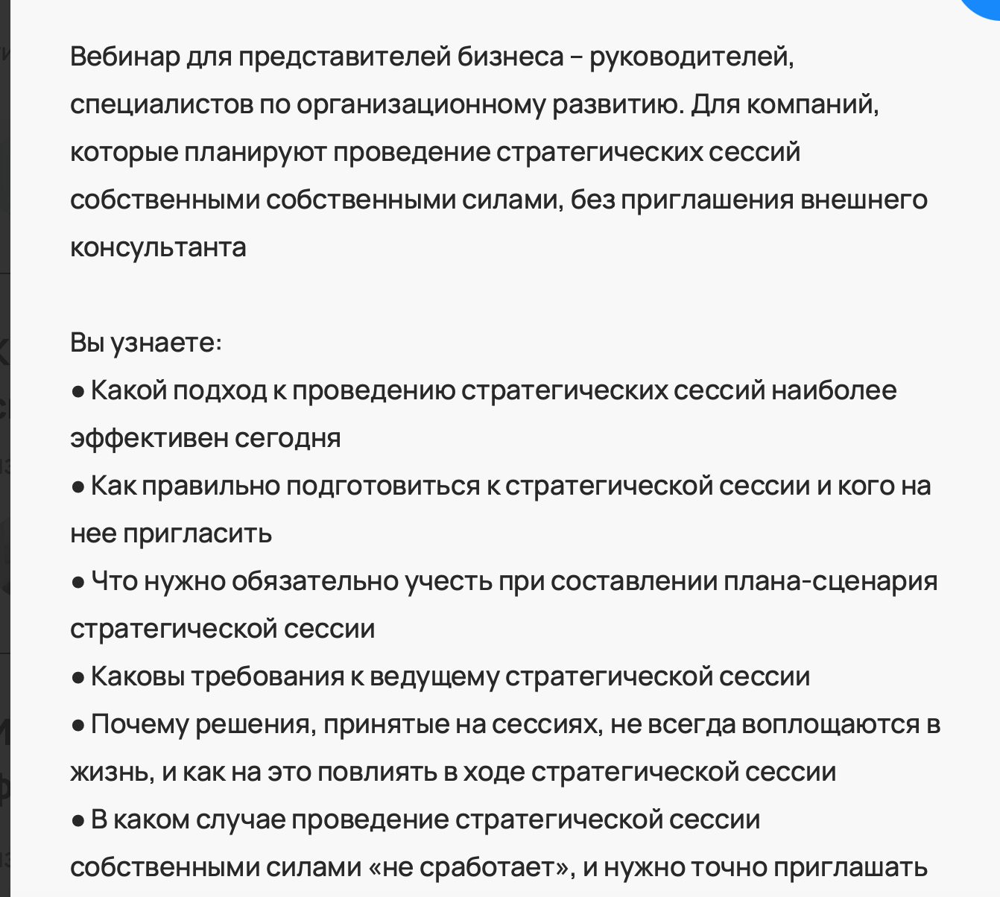 Вебинар для представителей бизнеса – руководителей,
специалистов по организационному развитию. Для компаний,
которые планируют проведение стратегических сессий
собственными собственными силами, без приглашения внешнего
консультанта
Вы узнаете:
● Какой подход к проведению стратегических сессий наиболее
эффективен сегодня
● Как правильно подготовиться к стратегической сессии и кого на
нее пригласить
● Что нужно обязательно учесть при составлении плана-сценария
стратегической сессии
● Каковы требования к ведущему стратегической сессии
● Почему решения, принятые на сессиях, не всегда воплощаются в
жизнь, и как на это повлиять в ходе стратегической сессии
● В каком случае проведение стратегической сессии
собственными силами «не сработает», и нужно точно приглашать